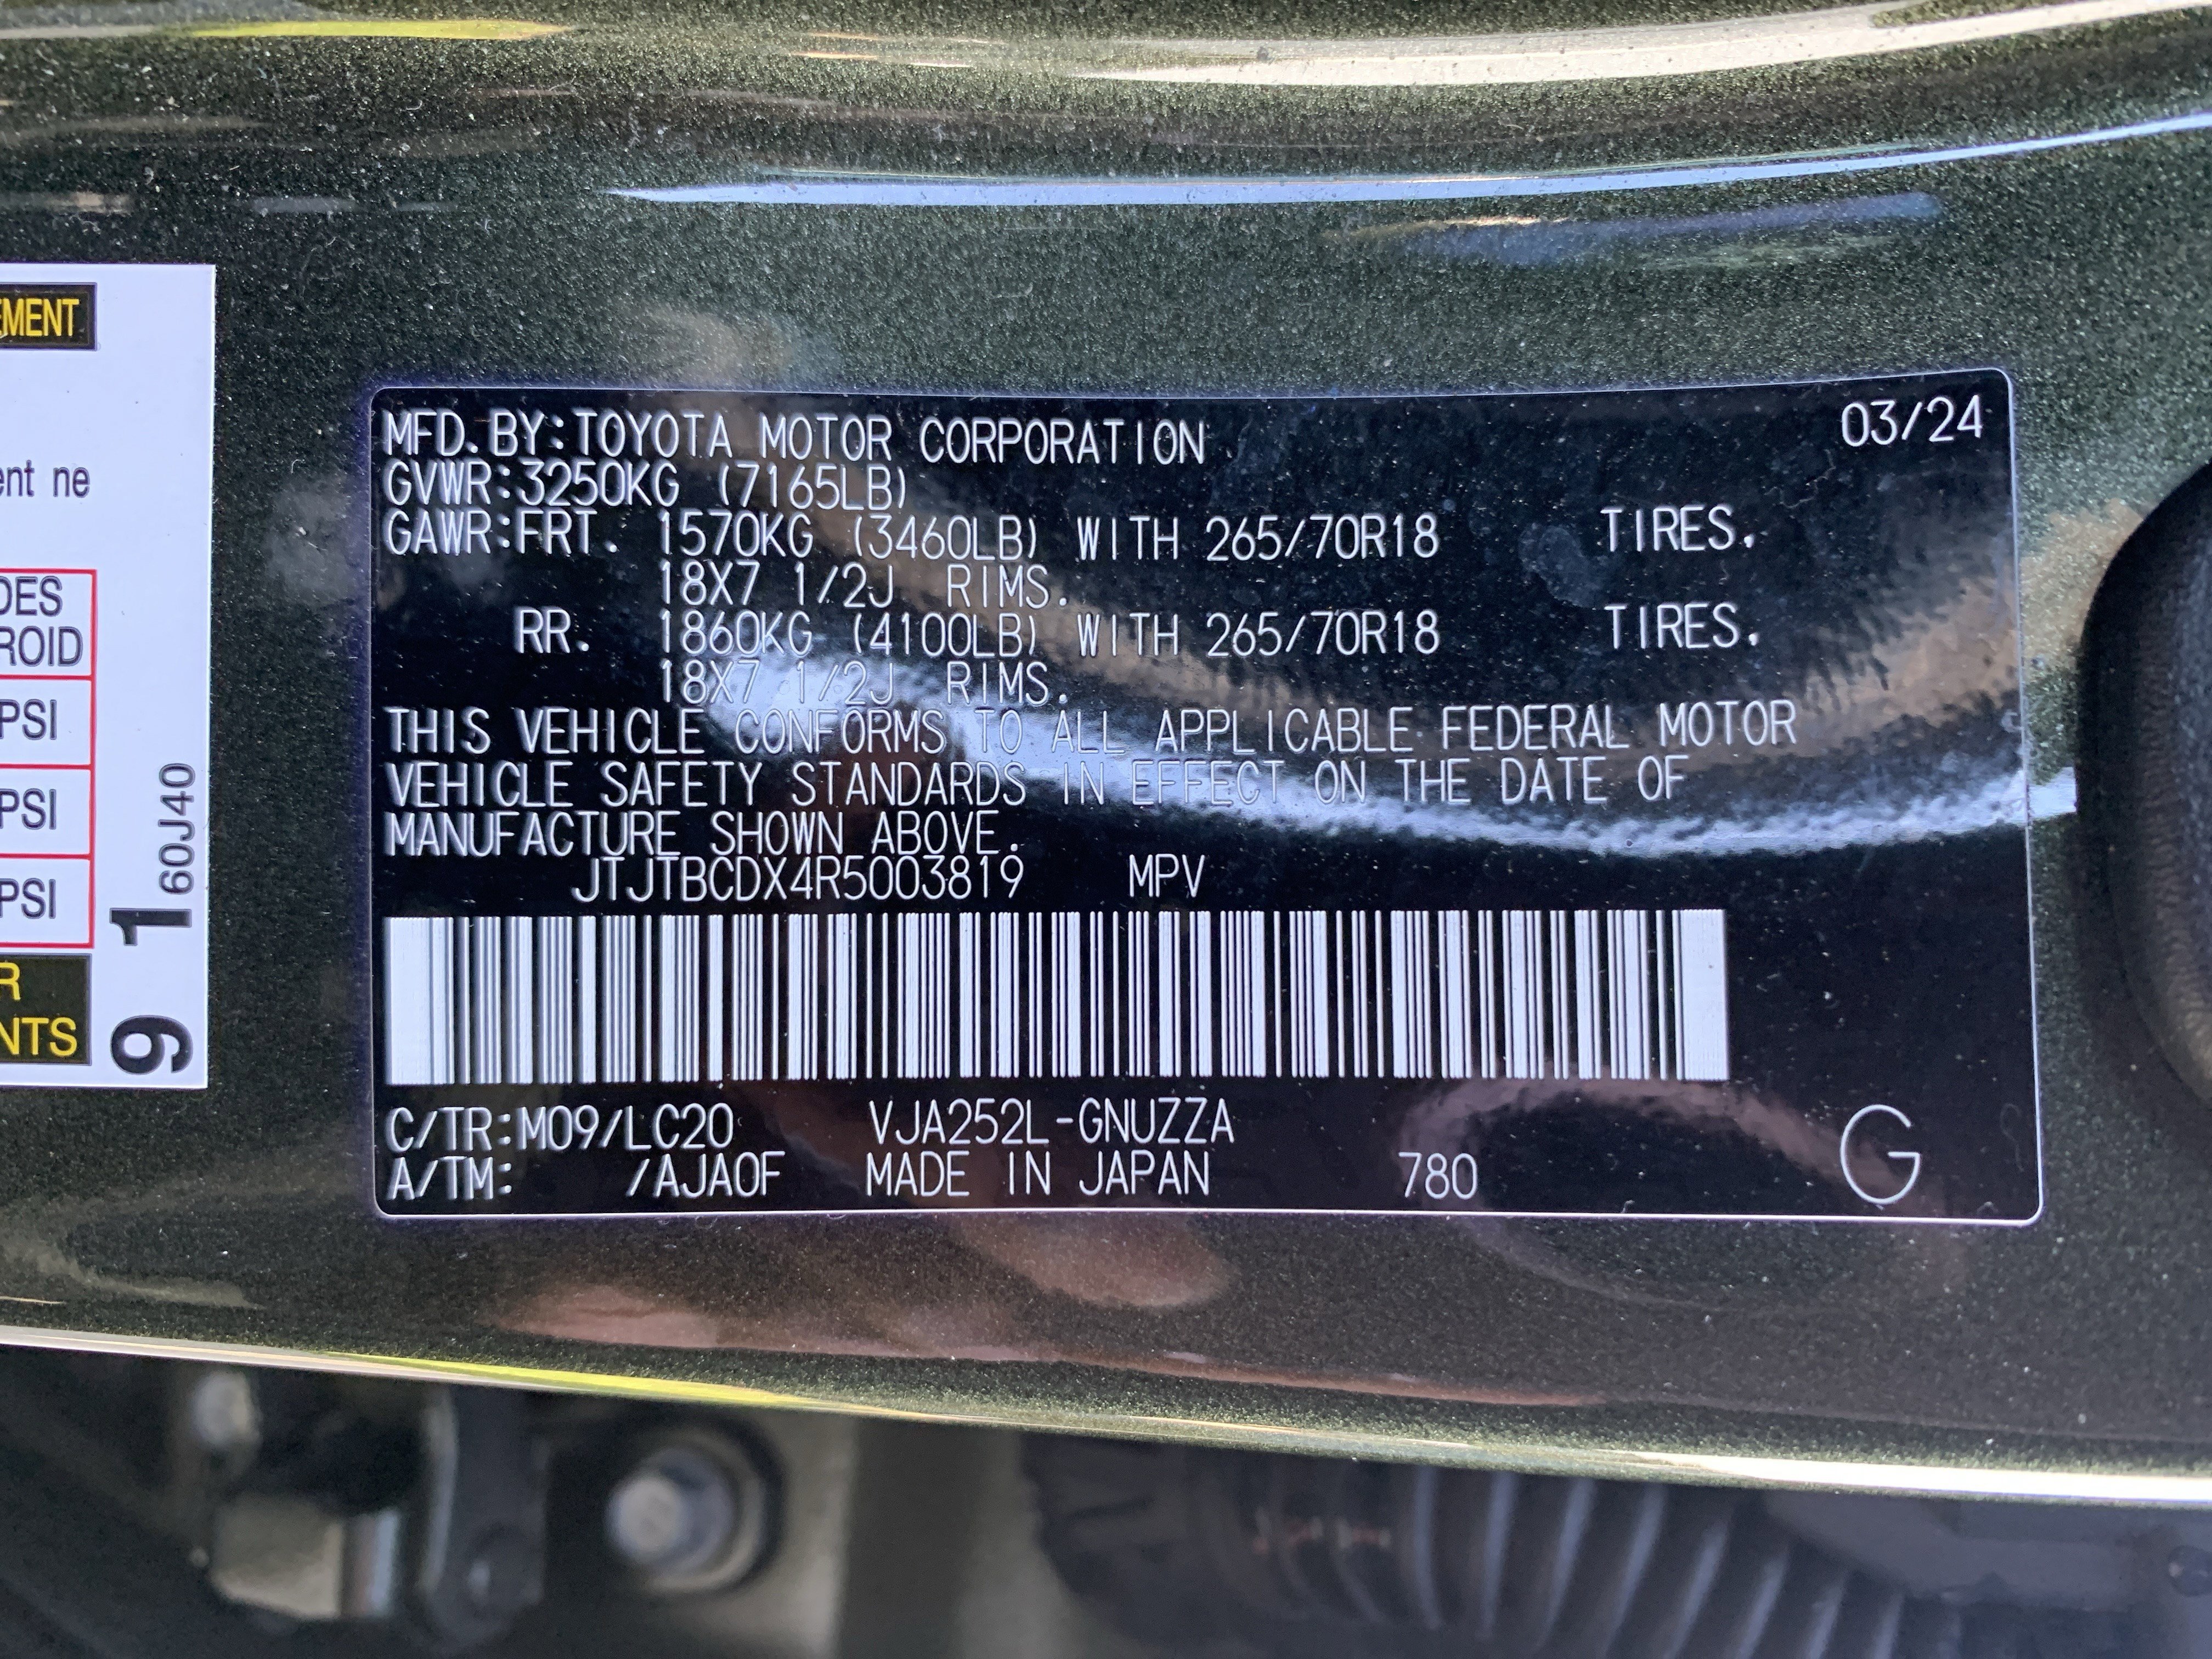 EMENT
ent ne
DES
ROID
PSI
PSI
PSI
R
NTS
9 1 60J40
MFD.BY:TOYOTA MOTOR CORPORATION 03/24
GVWR:3250KG (7165LB)
GAWR:FRT. 1570KG (3460LB) WITH 265/70R18 TIRES.
18X7 1/2J RIMS.
RR. 1860KG (4100LB) WITH 265/70R18 TIRES.
18X7 1/2J RIMS.
THIS VEHICLE CONFORMS TO ALL APPLICABLE FEDERAL MOTOR
VEHICLE SAFETY STANDARDS IN EFFECT ON THE DATE OF
MANUFACTURE SHOWN ABOVE.
JTJTBCDX4R5003819 MPV
C/TR:M09/LC20 VJA252L-GNUZZA
A/TM: /AJA0F MADE IN JAPAN 780 G